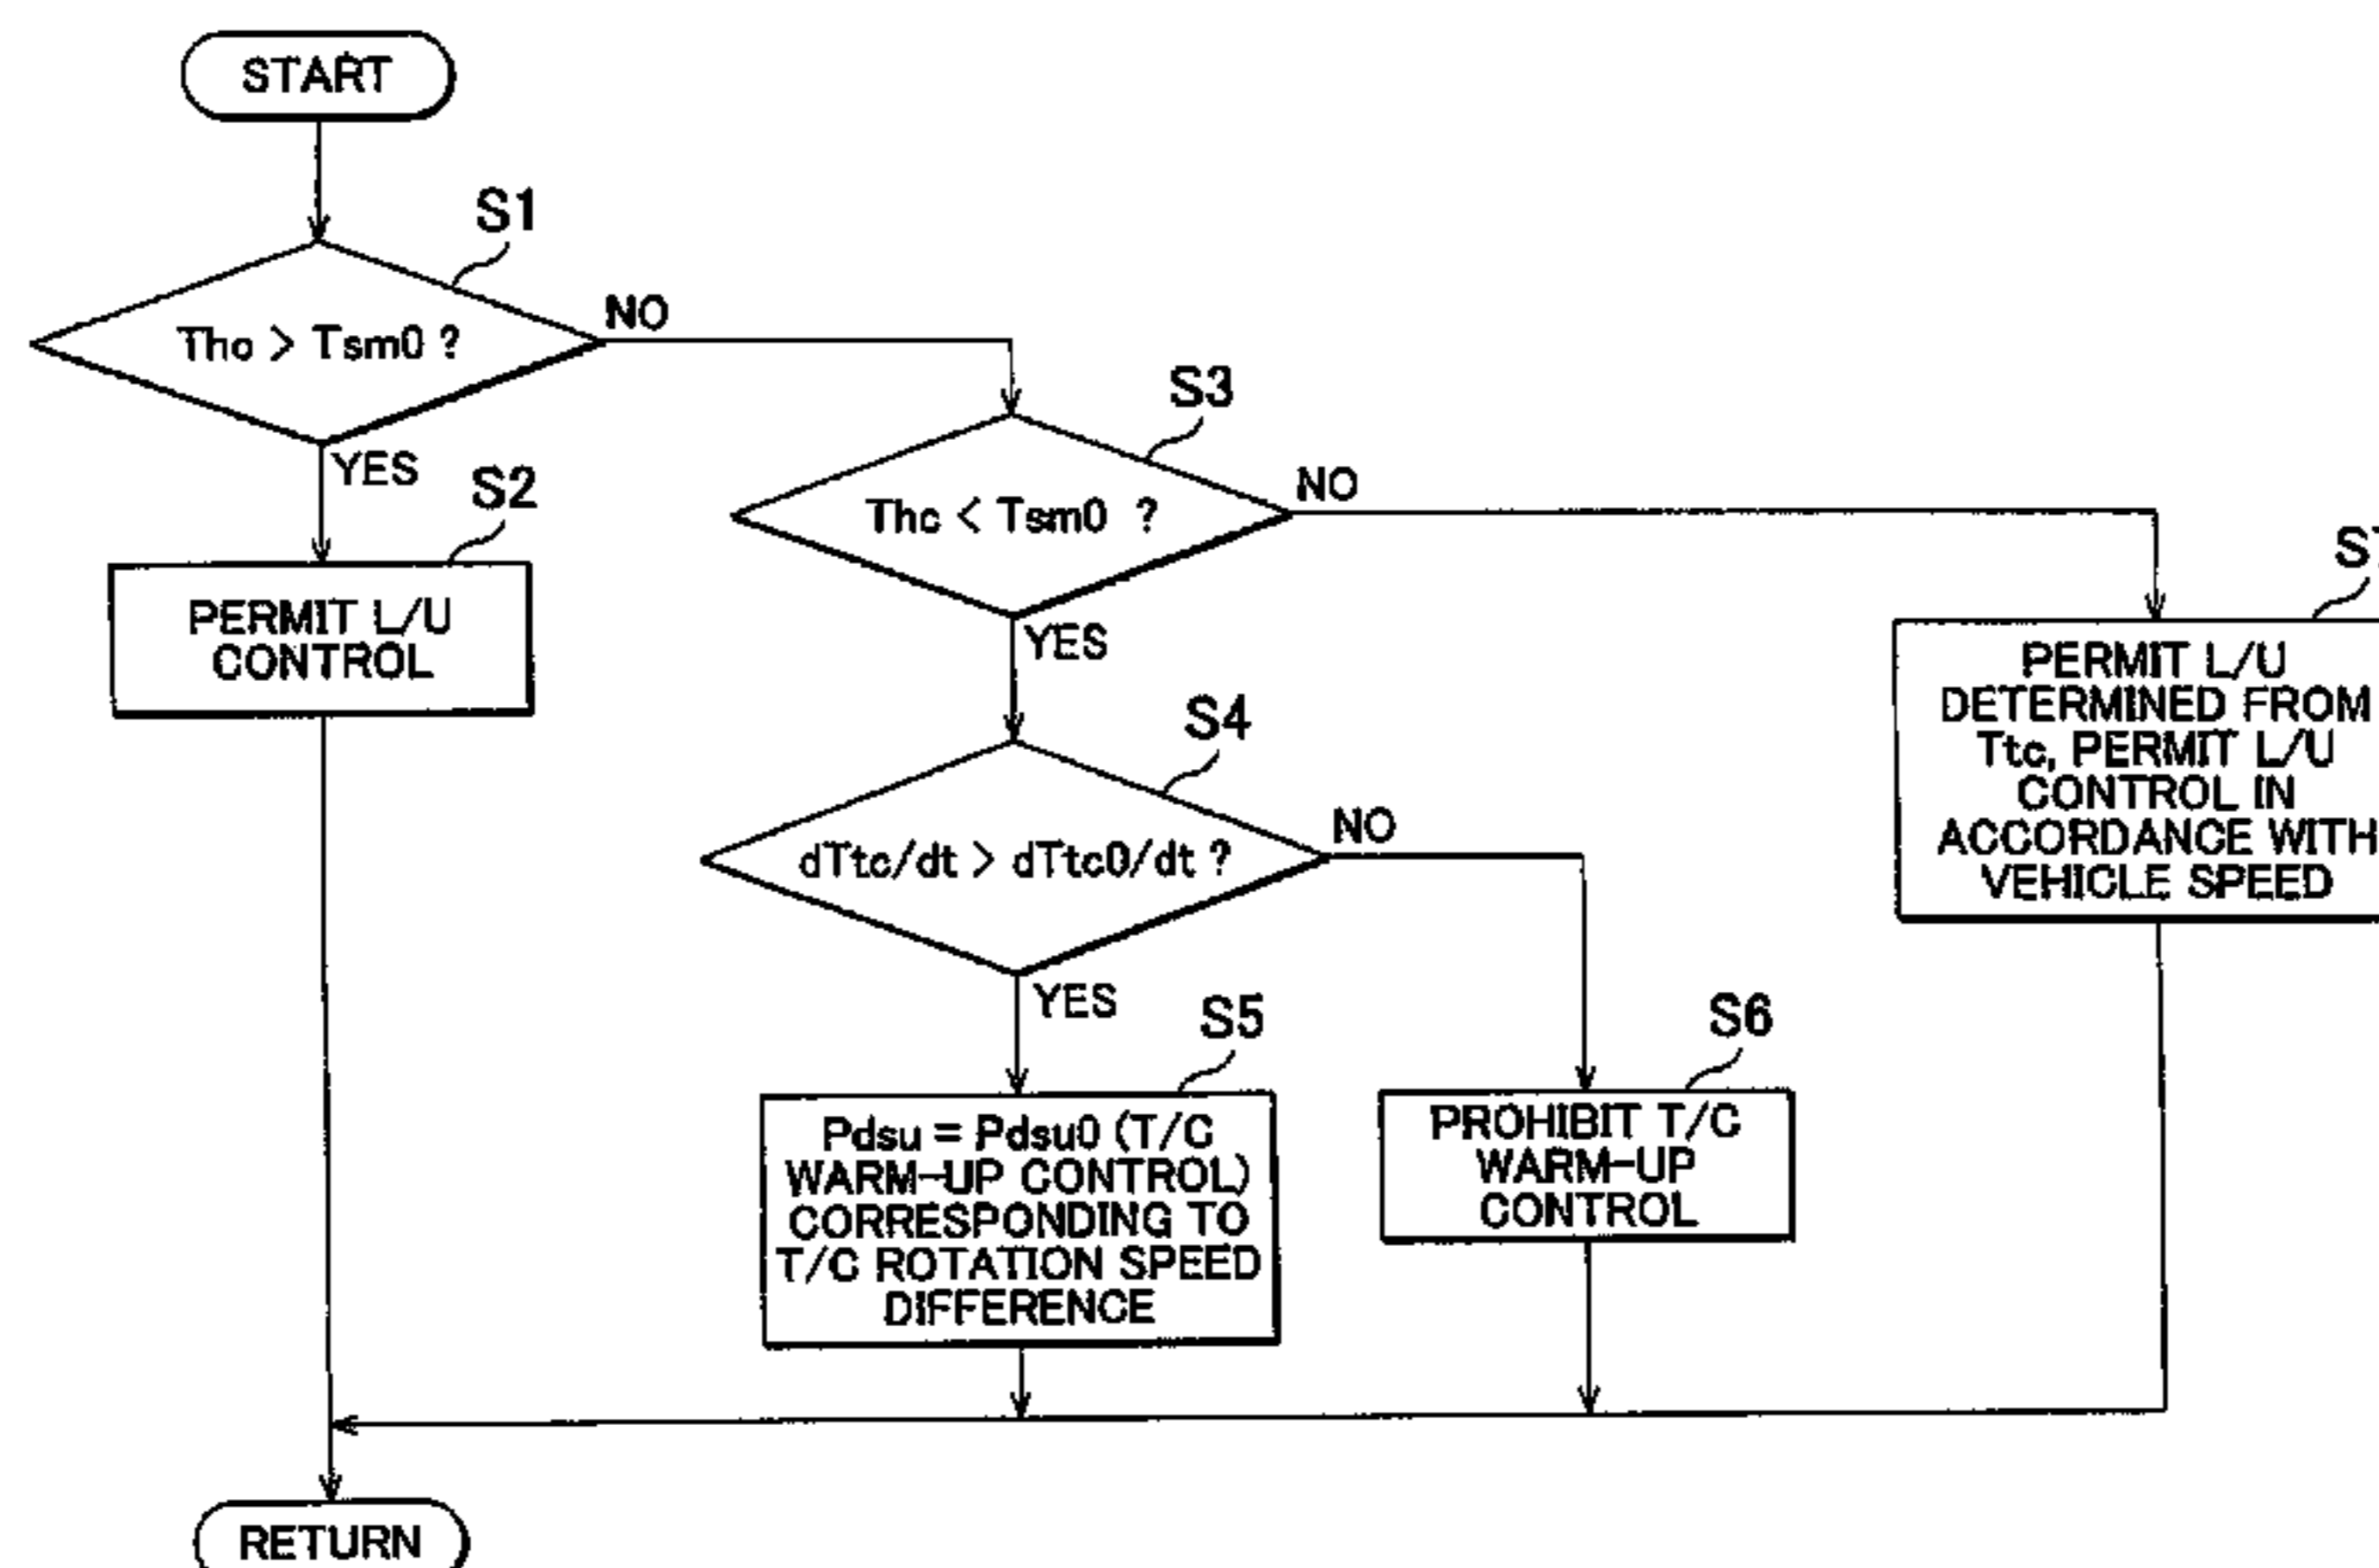 START
S1
Tho > Tsm0 ?
NO
YES
S2
PERMIT L/U
CONTROL
S3
Thc < Tsm0 ?
NO
YES
S4
dTtc/dt > dTtc0/dt ?
NO
YES
S5
Pdsu = Pdsu0 (T/C
WARM-UP CONTROL)
CORRESPONDING TO
T/C ROTATION SPEED
DIFFERENCE
S6
PROHIBIT T/C
WARM-UP
CONTROL
PERMIT L/U
DETERMINED FROM
Ttc, PERMIT L/U
CONTROL IN
ACCORDANCE WITH
VEHICLE SPEED
RETURN